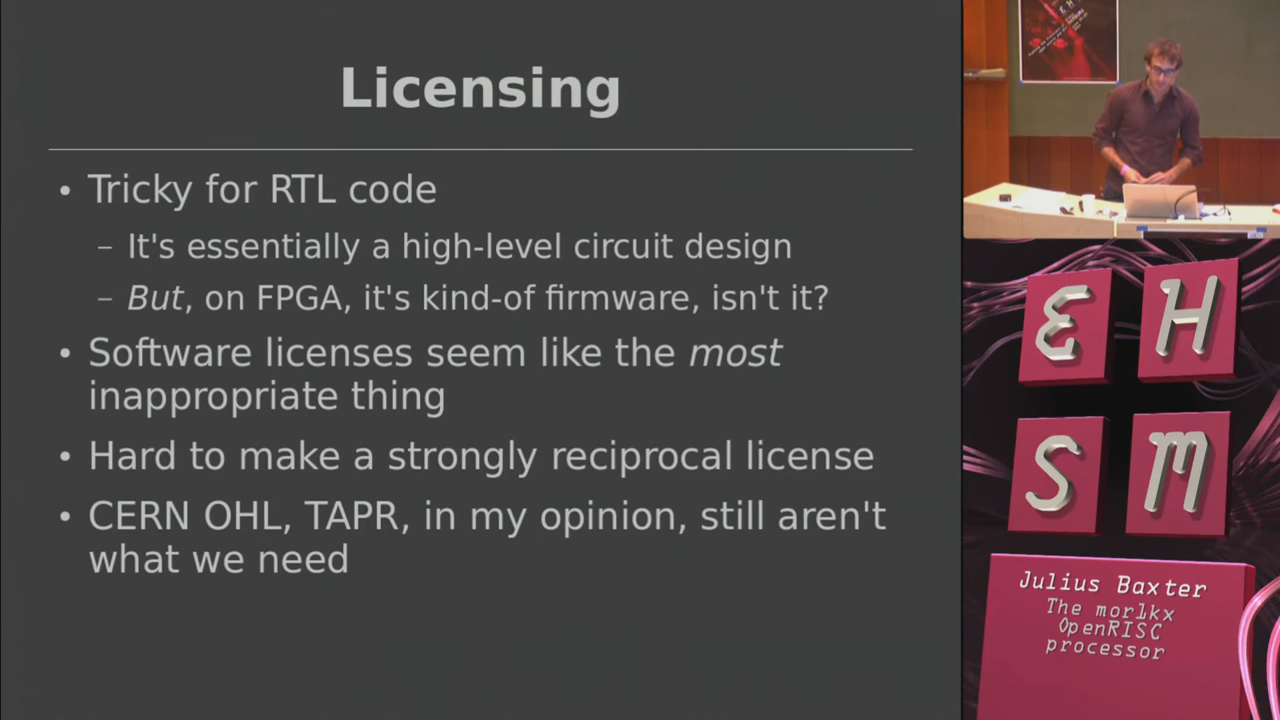 Licensing
• Tricky for RTL code
– It's essentially a high-level circuit design
– But, on FPGA, it's kind-of firmware, isn't it?
• Software licenses seem like the most
inappropriate thing
• Hard to make a strongly reciprocal license
• CERN OHL, TAPR, in my opinion, still aren't
what we need
E H
S M
Julius Baxter
The mor1kx
OpenRISC
processor